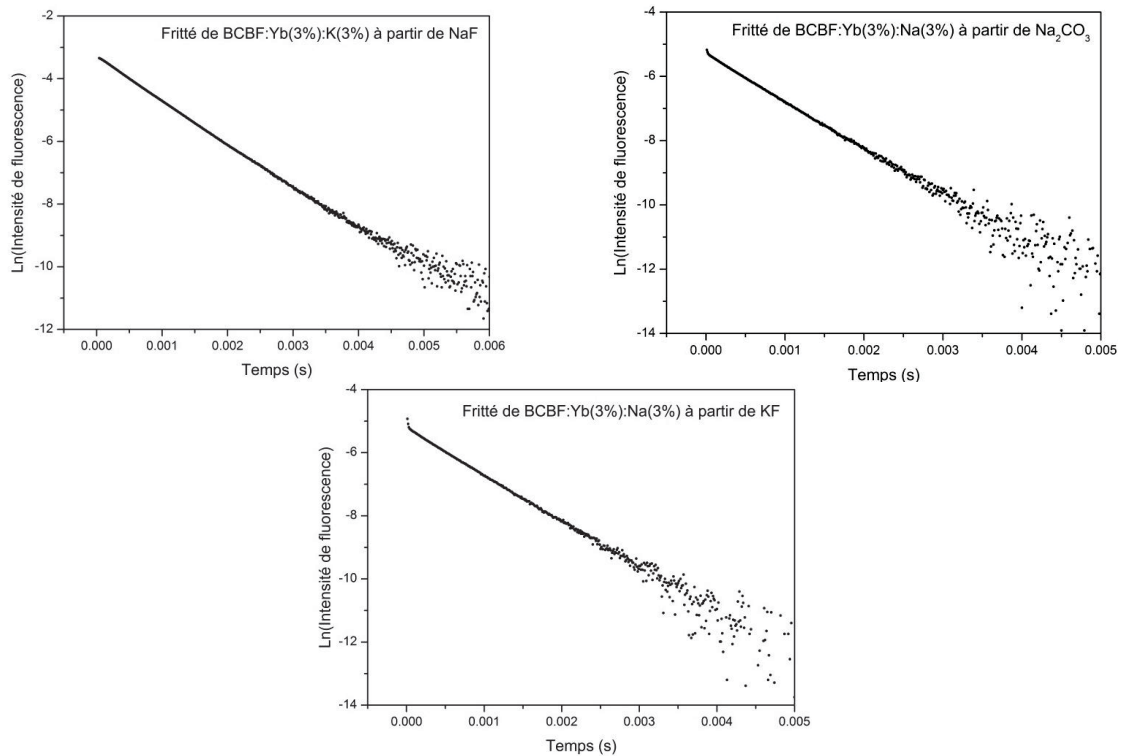 Fritté de BCBF:Yb(3%):K(3%) à partir de NaF
Ln(Intensité de fluorescence)
-2
-4
-6
-8
-10
-12
0.000 0.001 0.002 0.003 0.004 0.005 0.006
Temps (s)
Fritté de BCBF:Yb(3%):Na(3%) à partir de Na₂CO₃
Ln(Intensité de fluorescence)
-4
-6
-8
-10
-12
-14
0.000 0.001 0.002 0.003 0.004 0.005
Temps (s)
Fritté de BCBF:Yb(3%):Na(3%) à partir de KF
Ln(Intensité de fluorescence)
-4
-6
-8
-10
-12
-14
0.000 0.001 0.002 0.003 0.004 0.005
Temps (s)